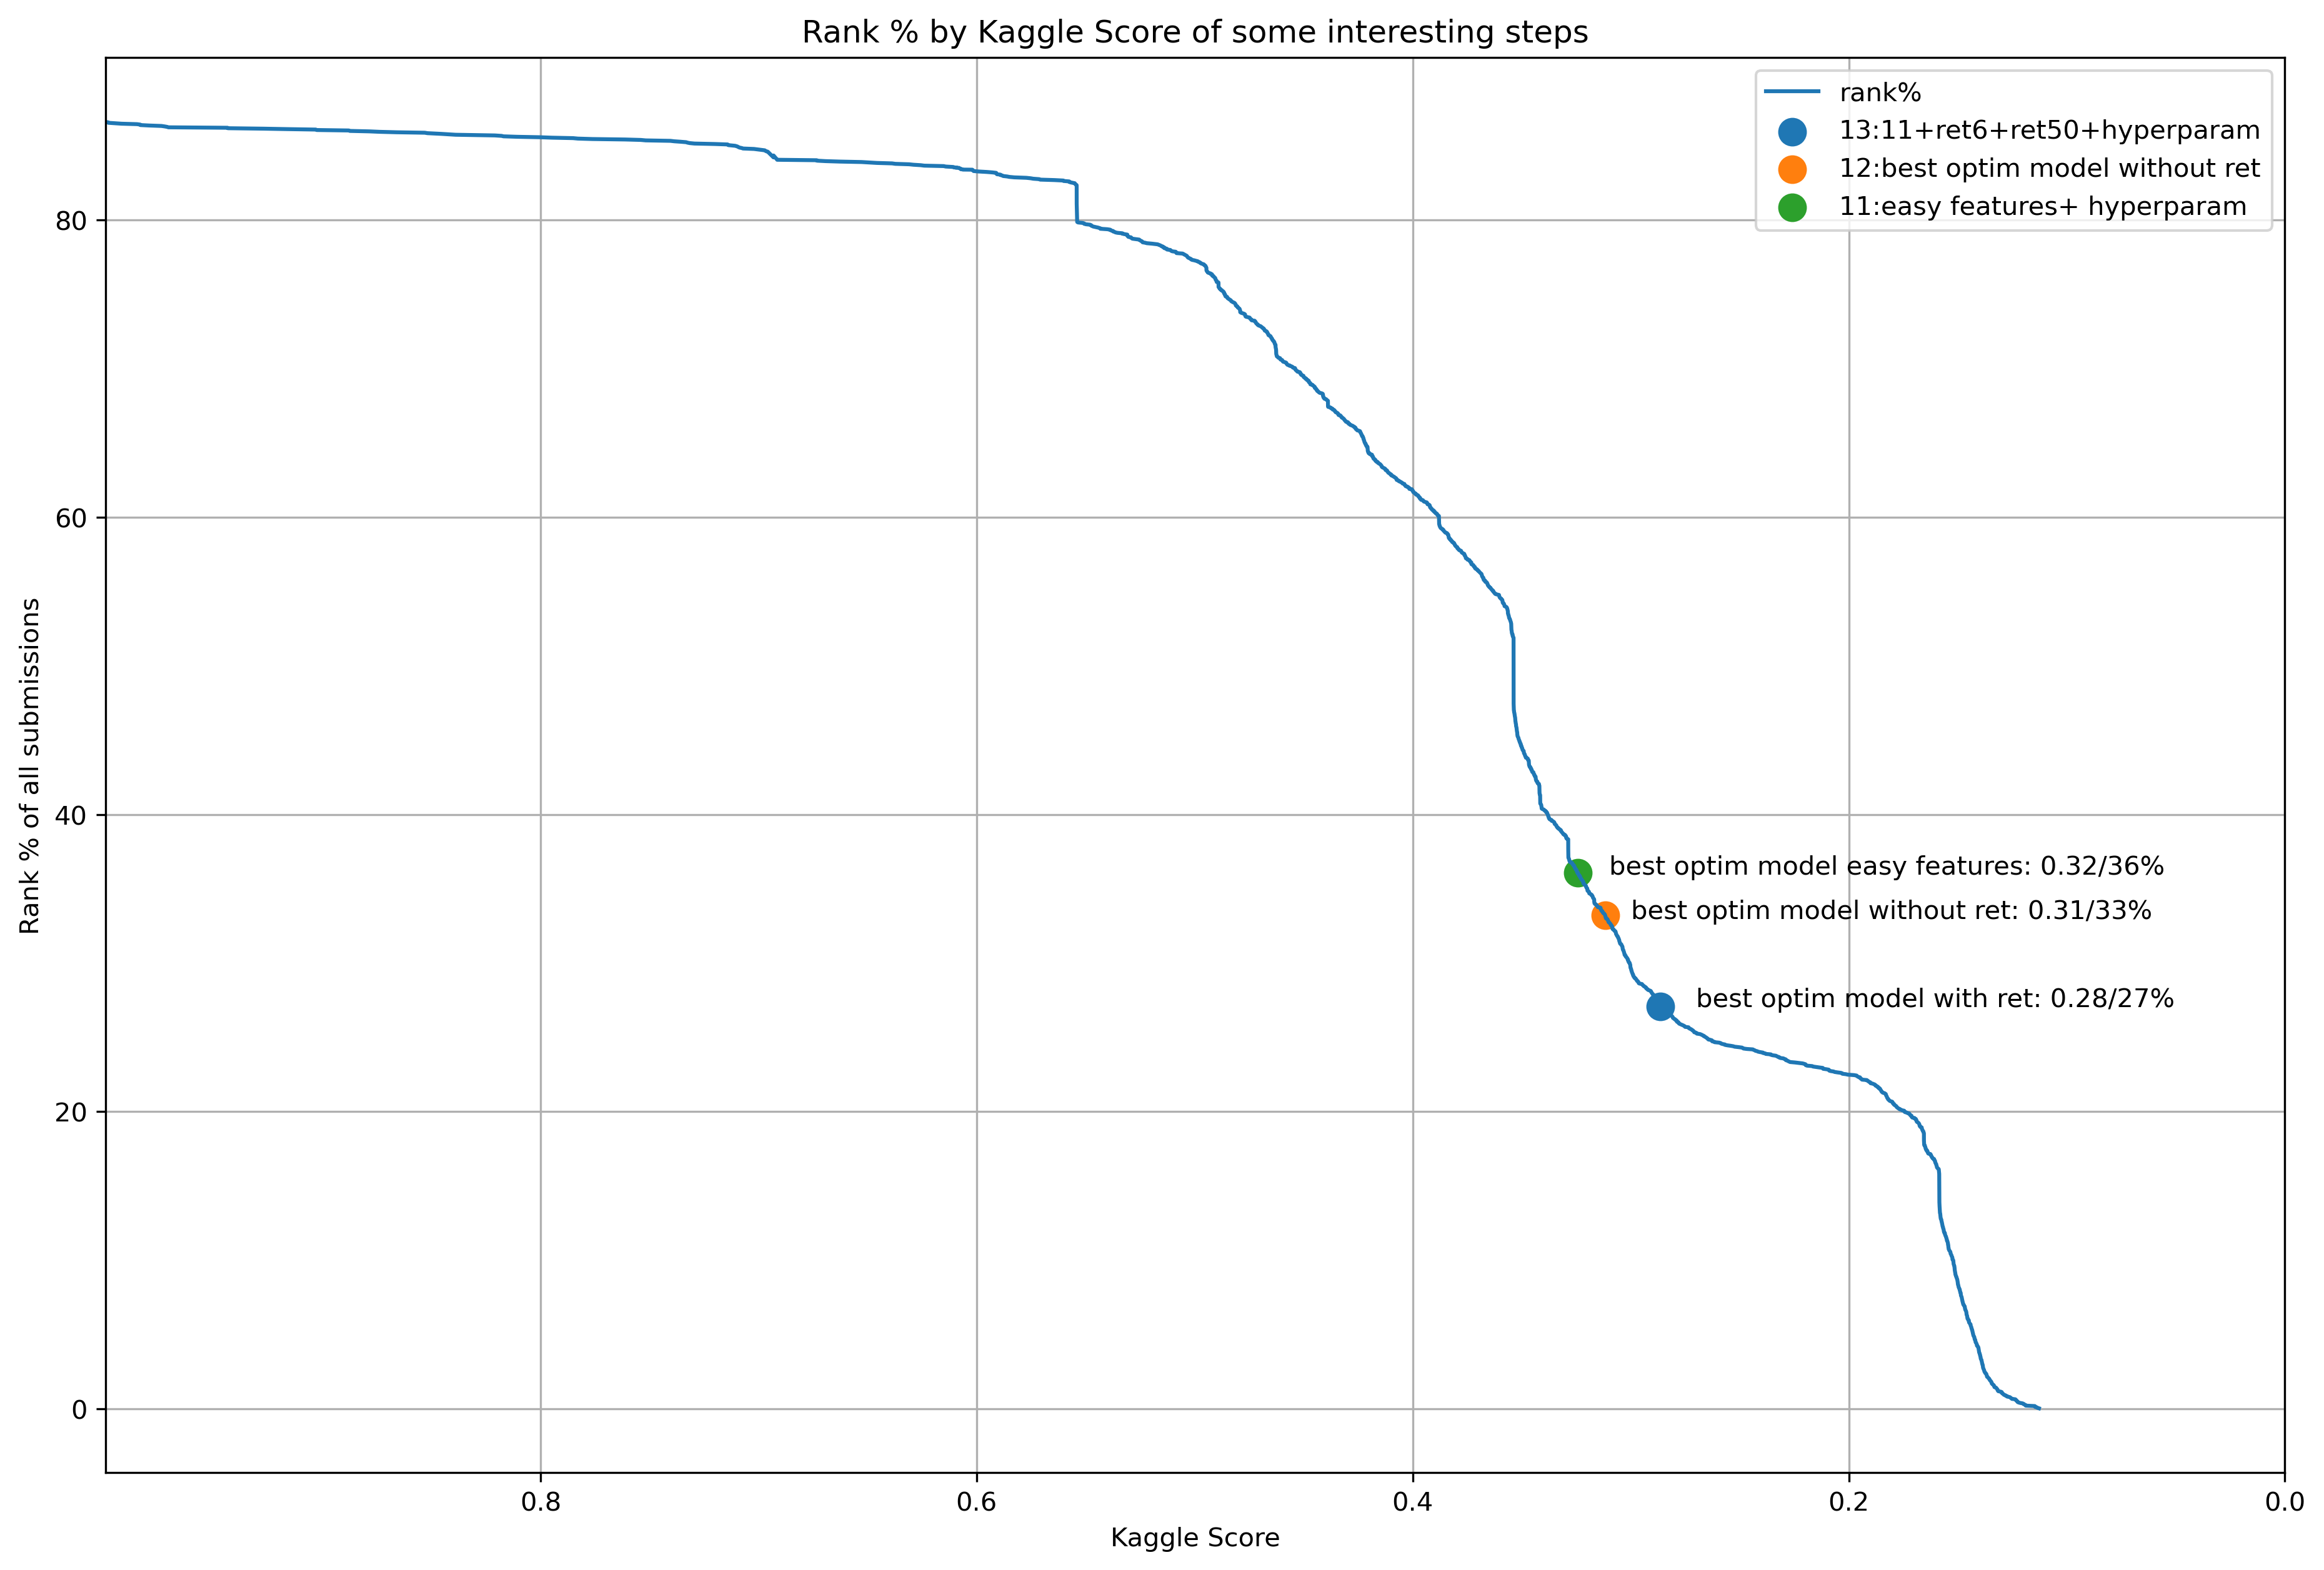 Rank % by Kaggle Score of some interesting steps
rank%
13:11+ret6+ret50+hyperparam
12:best optim model without ret
11:easy features+ hyperparam
80
60
40
20
0
Rank % of all submissions
best optim model easy features: 0.32/36%
best optim model without ret: 0.31/33%
best optim model with ret: 0.28/27%
0.8 0.6 0.4 0.2 0.0
Kaggle Score